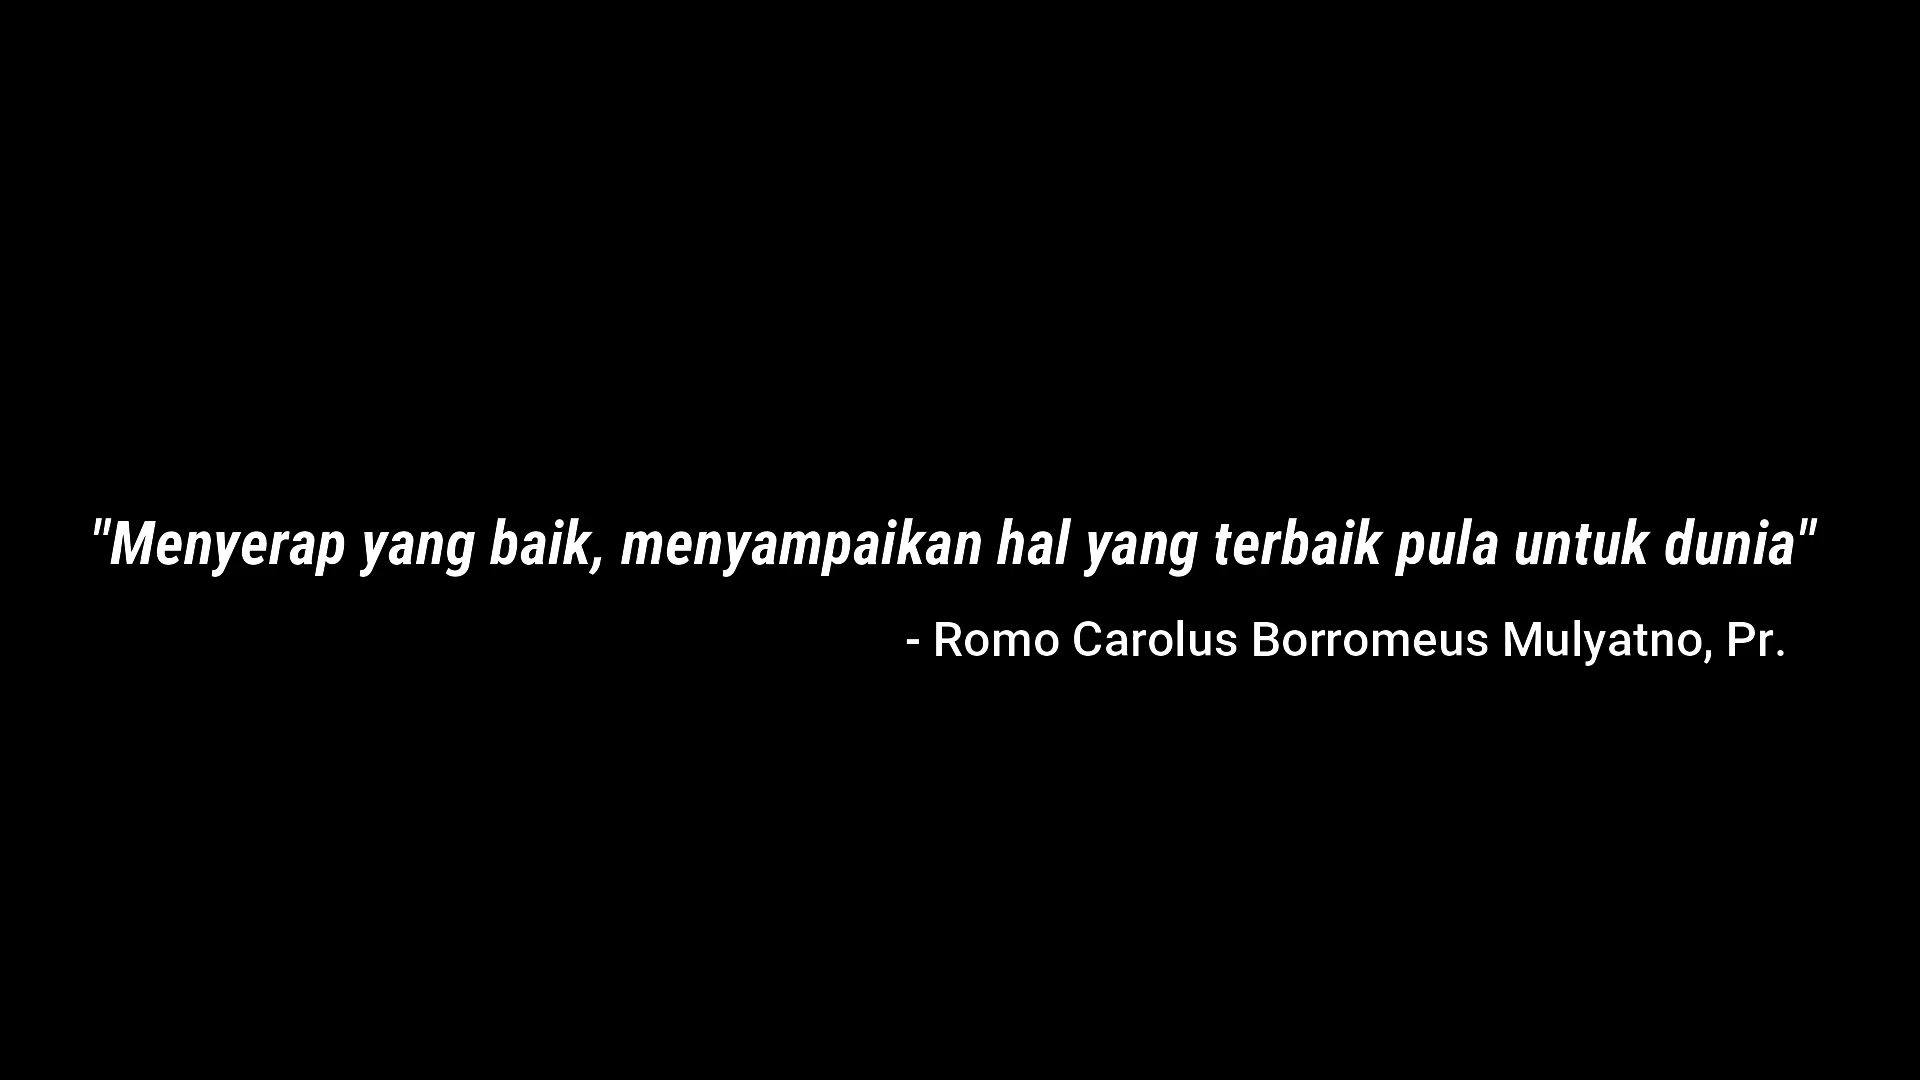 "Menyerap yang baik, menyampaikan hal yang terbaik pula untuk dunia"
- Romo Carolus Borromeus Mulyatno, Pr.